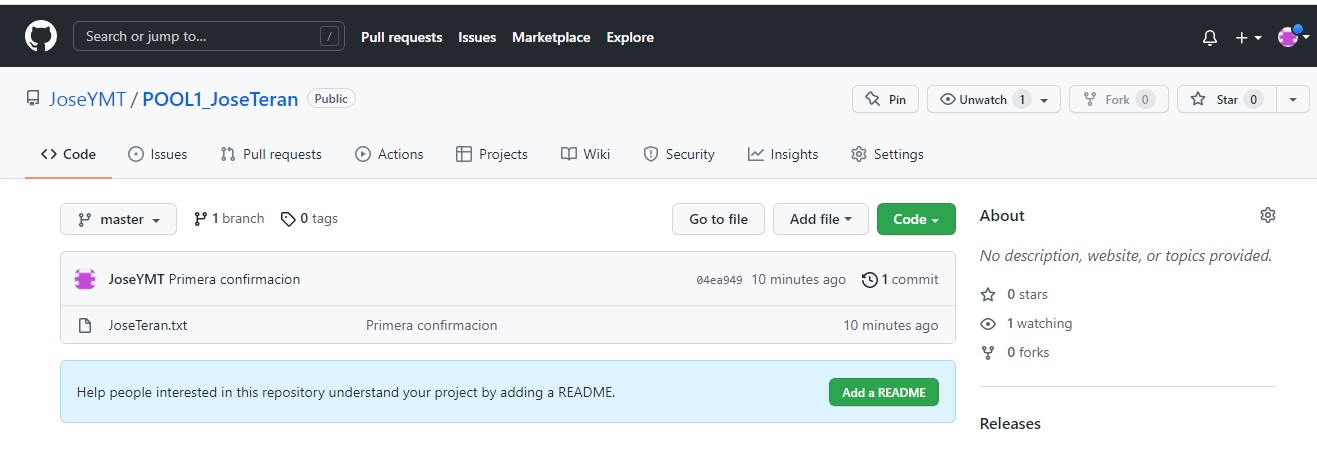 Search or jump to... / Pull requests Issues Marketplace Explore
JoseYMT / POOL1_JoseTeran Public Pin Unwatch 1 Fork 0 Star 0
Code Issues Pull requests Actions Projects Wiki Security Insights Settings
master 1 branch 0 tags Go to file Add file Code
JoseYMT Primera confirmacion 04ea949 10 minutes ago 1 commit
JoseTeran.txt Primera confirmacion 10 minutes ago
Help people interested in this repository understand your project by adding a README. Add a README
About
No description, website, or topics provided.
0 stars
1 watching
0 forks
Releases